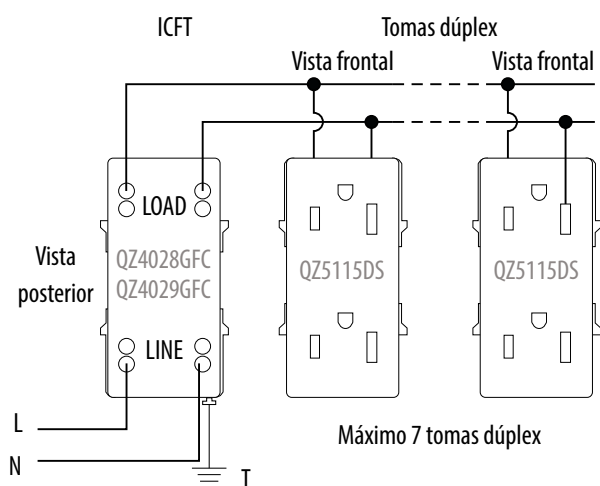 ICFT
Tomas dúplex
Vista frontal
Vista frontal
LOAD
QZ4028GFC
QZ4029GFC
Vista
posterior
QZ5115DS
QZ5115DS
LINE
L
N
T
Máximo 7 tomas dúplex